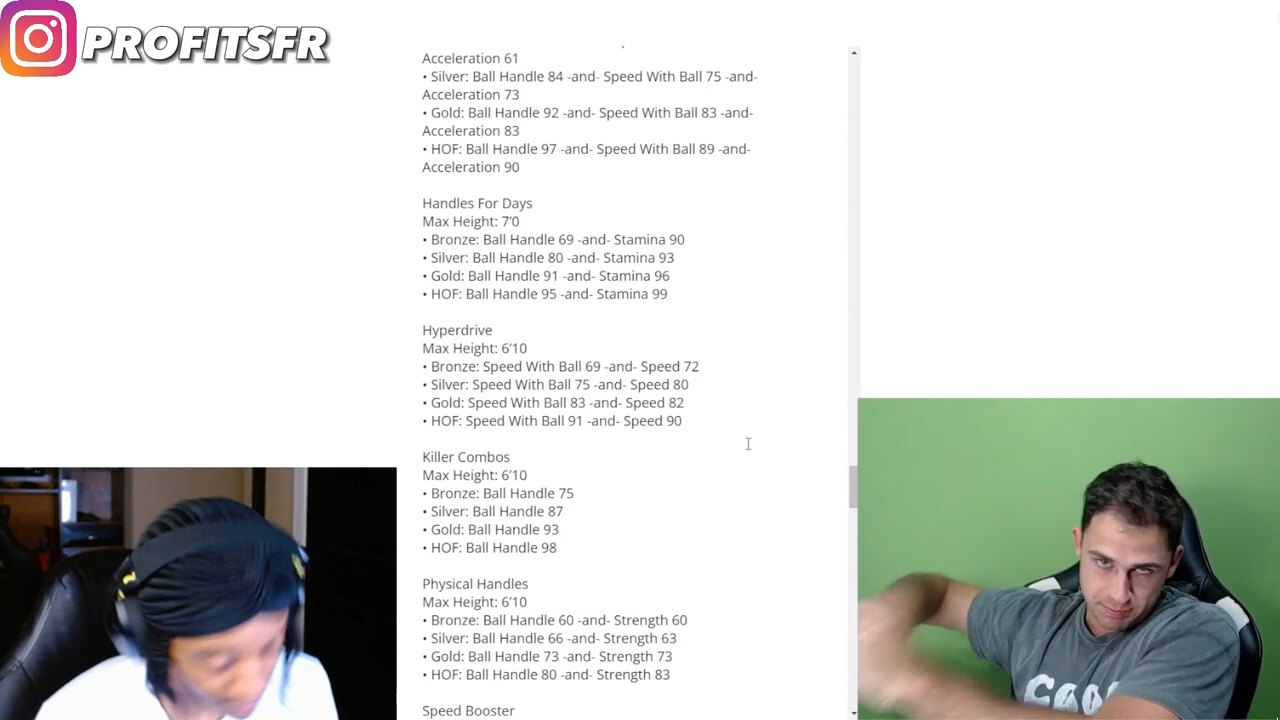 PROFITSFR
Acceleration 61
• Silver: Ball Handle 84 -and- Speed With Ball 75 -and-
Acceleration 73
• Gold: Ball Handle 92 -and- Speed With Ball 83 -and-
Acceleration 83
• HOF: Ball Handle 97 -and- Speed With Ball 89 -and-
Acceleration 90
Handles For Days
Max Height: 7'0
• Bronze: Ball Handle 69 -and- Stamina 90
• Silver: Ball Handle 80 -and- Stamina 93
• Gold: Ball Handle 91 -and- Stamina 96
• HOF: Ball Handle 95 -and- Stamina 99
Hyperdrive
Max Height: 6'10
• Bronze: Speed With Ball 69 -and- Speed 72
• Silver: Speed With Ball 75 -and- Speed 80
• Gold: Speed With Ball 83 -and- Speed 82
• HOF: Speed With Ball 91 -and- Speed 90
Killer Combos
Max Height: 6'10
• Bronze: Ball Handle 75
• Silver: Ball Handle 87
• Gold: Ball Handle 93
• HOF: Ball Handle 98
Physical Handles
Max Height: 6'10
• Bronze: Ball Handle 60 -and- Strength 60
• Silver: Ball Handle 66 -and- Strength 63
• Gold: Ball Handle 73 -and- Strength 73
• HOF: Ball Handle 80 -and- Strength 83
Speed Booster